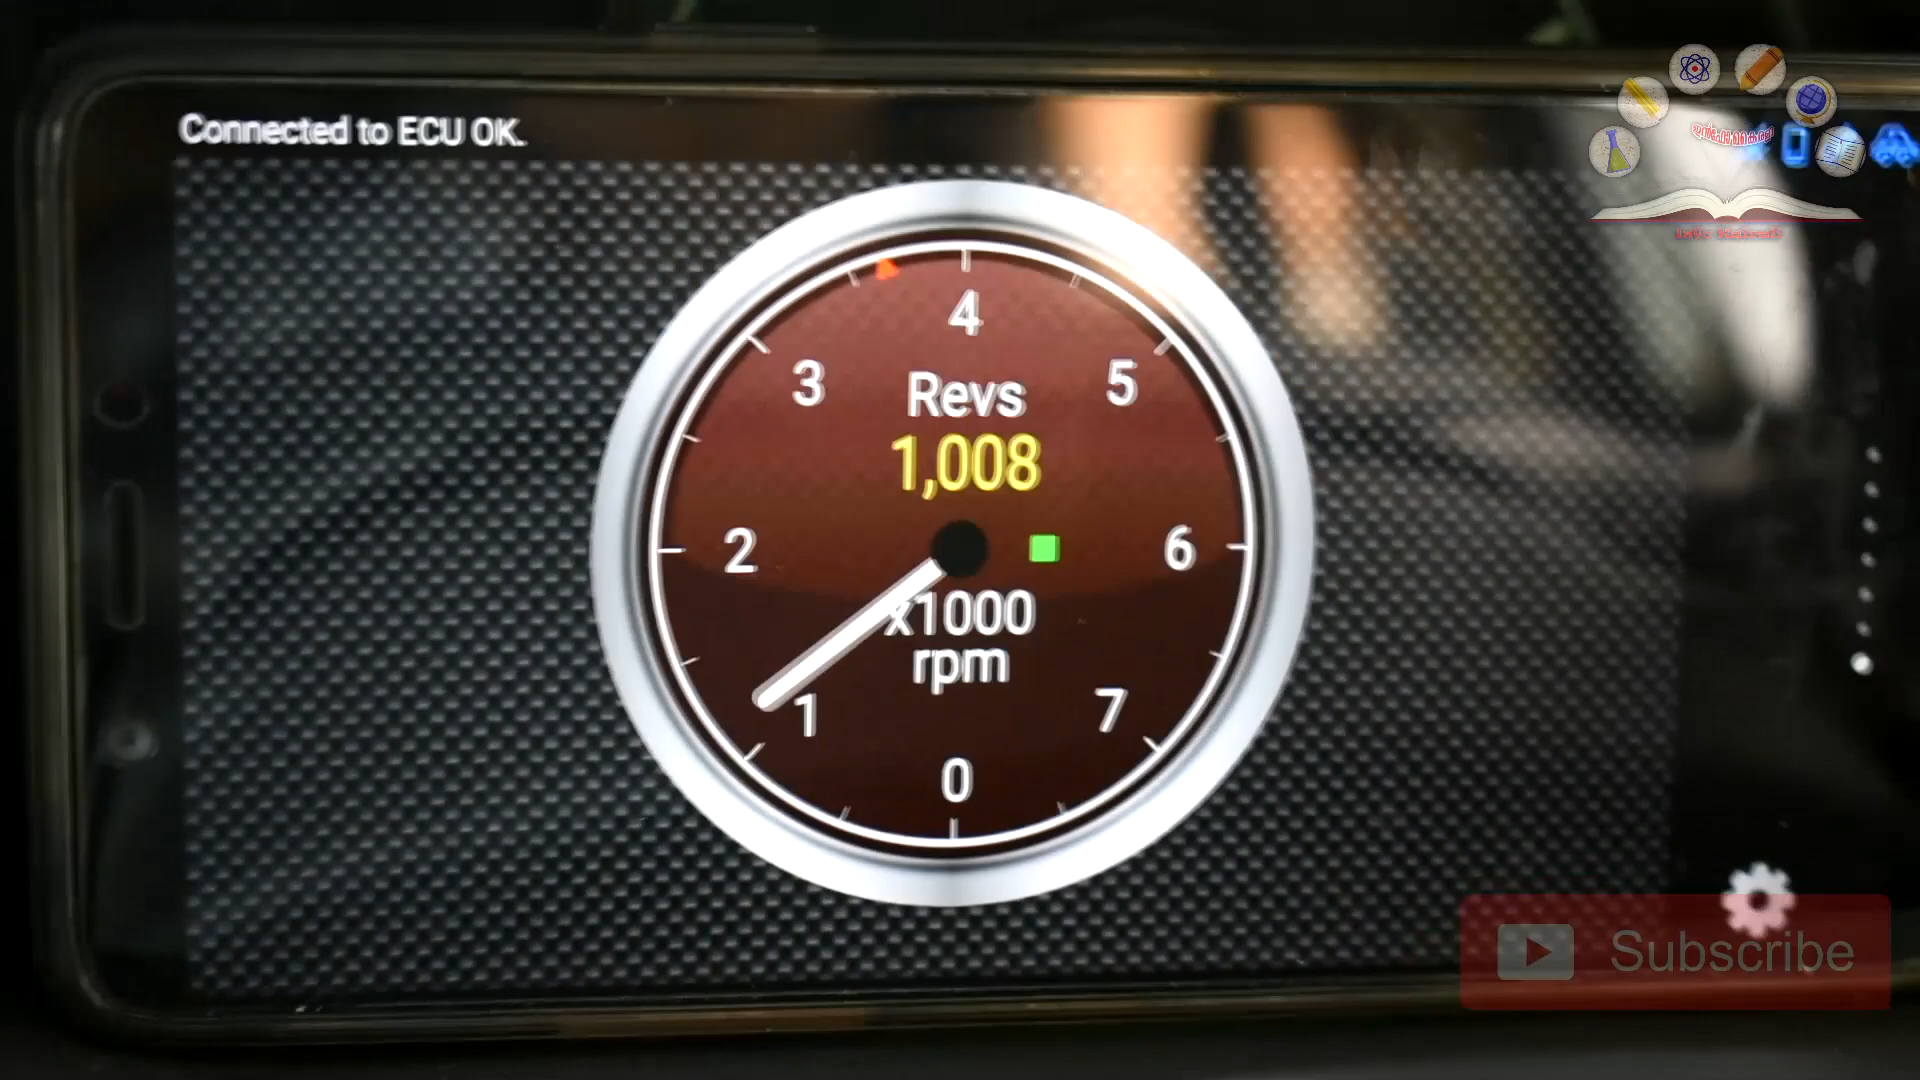 Connected to ECU OK.
4
3
5
Revs
1,008
2
6
x1000
rpm
1
7
0
Subscribe